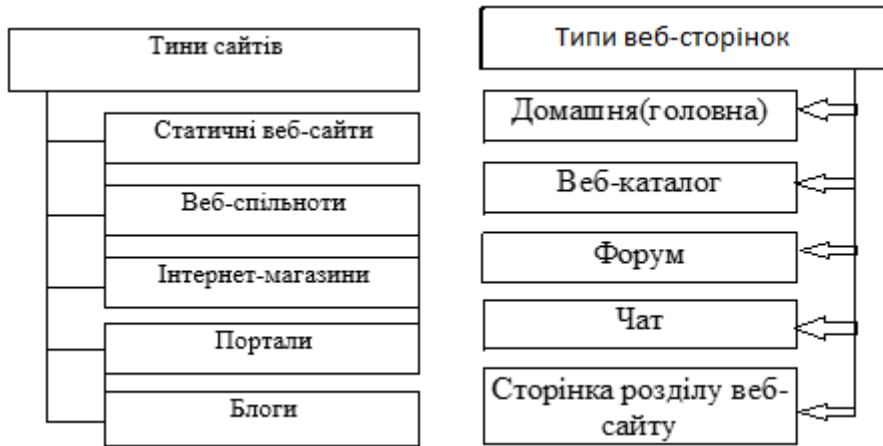 Тини сайтів
Статичні веб-сайти
Веб-спільноти
Інтернет-магазини
Портали
Блоги
Типи веб-сторінок
Домашня(головна)
Веб-каталог
Форум
Чат
Сторінка розділу веб-
сайту